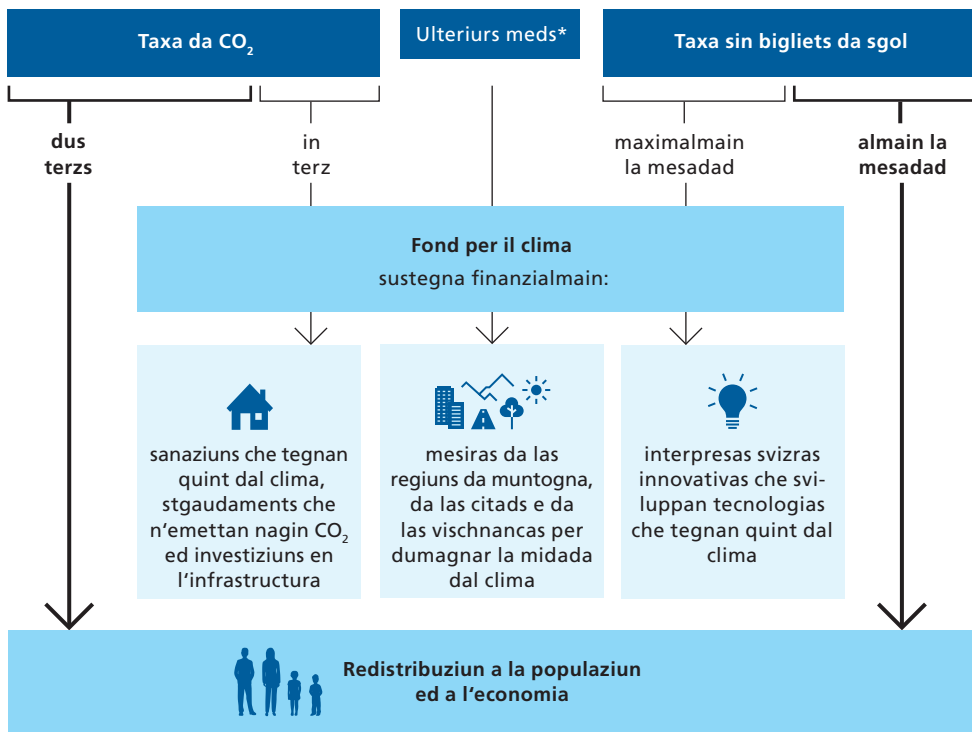 Taxa da CO₂
Ulteriurs meds*
Taxa sin bigliets da sgol
dus
terzs
in
terz
maximalmain
la mesadad
almain la
mesadad
Fond per il clima
sustegna finanzialmain:
sanaziuns che tegnan
quint dal clima,
stgaudaments che
n‘emettan nagin CO₂
ed investiziuns en
l‘infrastructura
mesiras da las
regiuns da muntogna,
da las citads e da
las vischnancas per
dumagnar la midada
dal clima
interpresas svizras
innovativas che svi-
luppan tecnologias
che tegnan quint dal
clima
Redistribuziun a la populaziun
ed a l‘economia